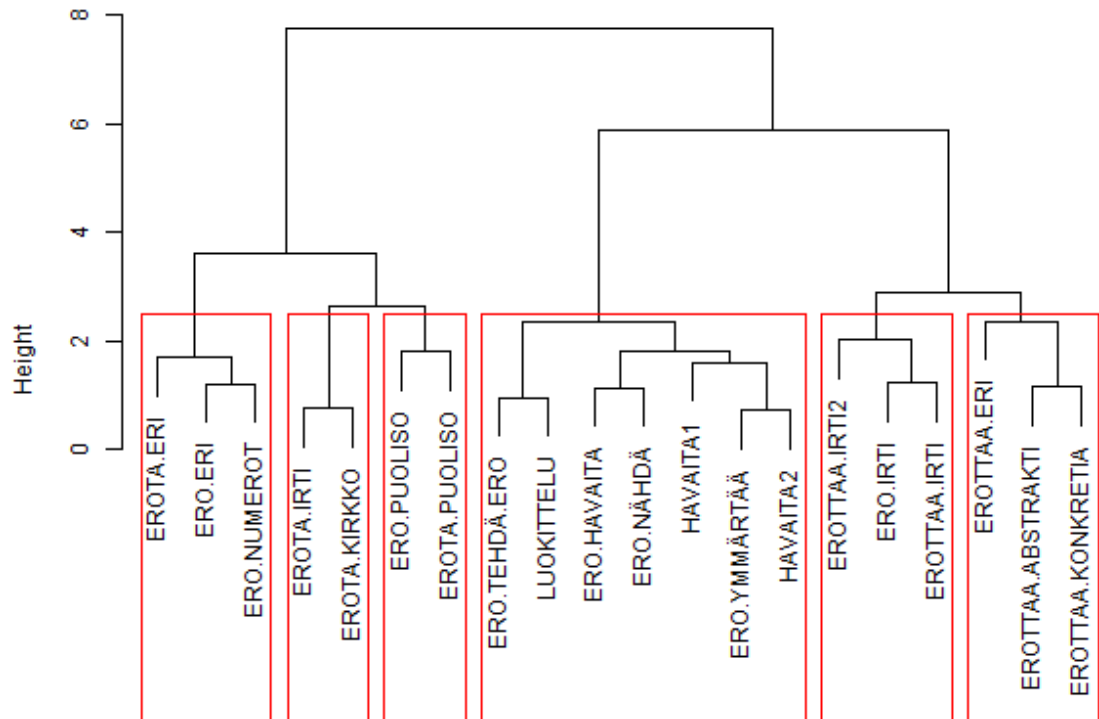 8
6
4
2
0
Height
EROTA.ERI
ERO.ERI
ERO.NUMEROT
EROTA.IRTI
EROTA.KIRKKO
ERO.PUOLISO
EROTA.PUOLISO
ERO.TEHDÄ.ERO
LUOKITTELU
ERO.HAVAITA
ERO.NÄHDÄ
HAVAITA1
ERO.YMMÄRTÄÄ
HAVAITA2
EROTTAA.IRTI2
ERO.IRTI
EROTTAA.IRTI
EROTTAA.ERI
EROTTAA.ABSTRAKTI
EROTTAA.KONKRETIA